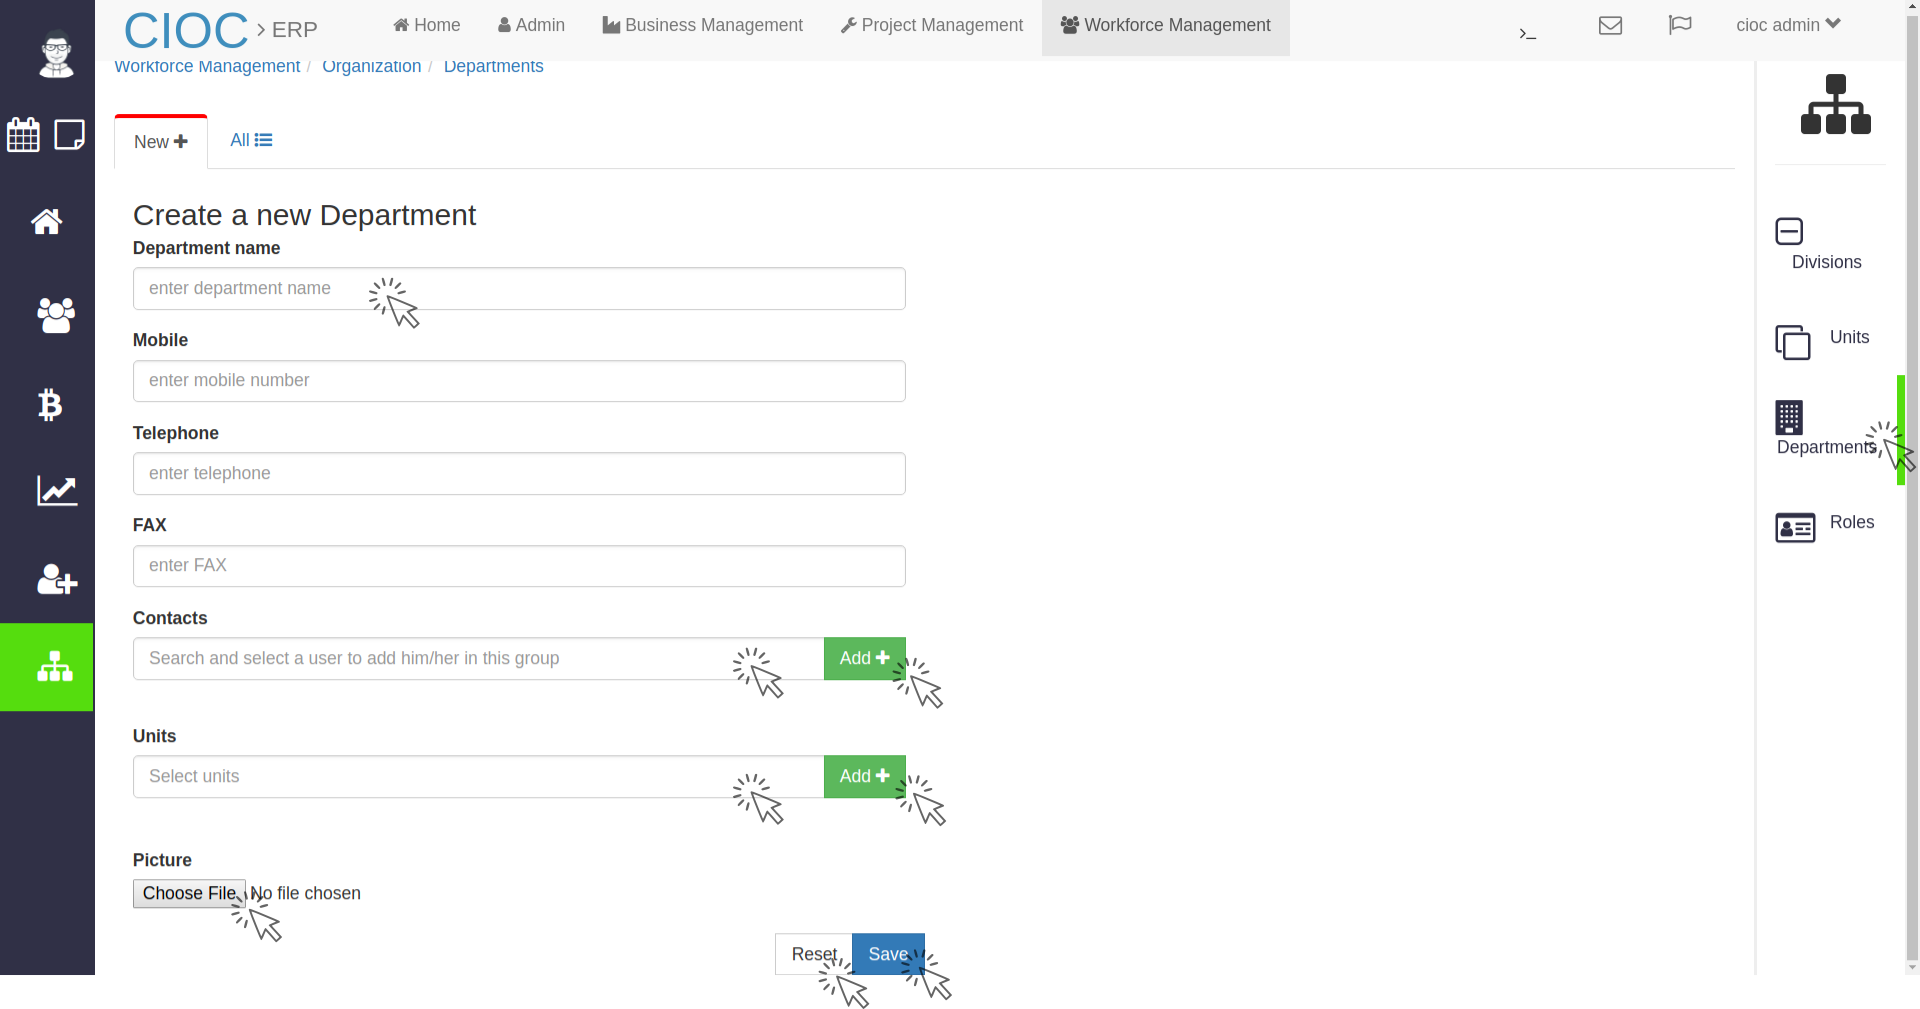 CIOC > ERP Home Admin Business Management Project Management Workforce Management >_ cioc admin
Workforce Management / Organization / Departments
New All
Create a new Department
Department name
enter department name
Mobile
enter mobile number
Telephone
enter telephone
FAX
enter FAX
Contacts
Search and select a user to add him/her in this group Add
Units
Select units Add
Picture
Choose File No file chosen
Reset Save
Divisions
Units
Departments
Roles